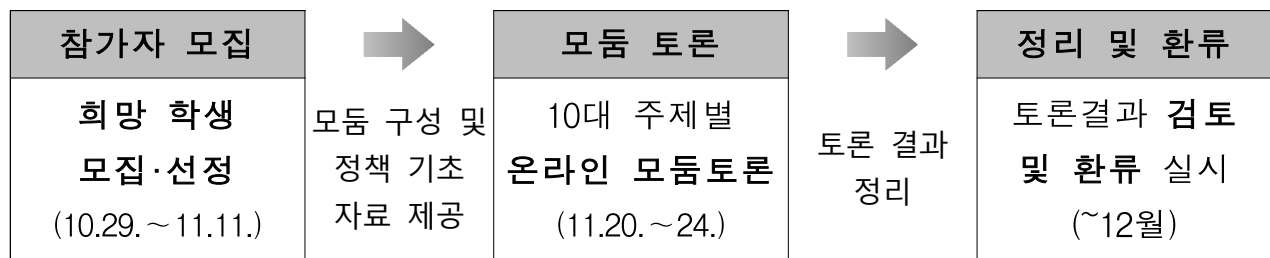 참가자 모집
희망 학생
모집·선정
(10.29.～11.11.)
모둠 구성 및
정책 기초
자료 제공
모둠 토론
10대 주제별
온라인 모둠토론
(11.20.～24.)
토론 결과
정리
정리 및 환류
토론결과 검토
및 환류 실시
(~12월)